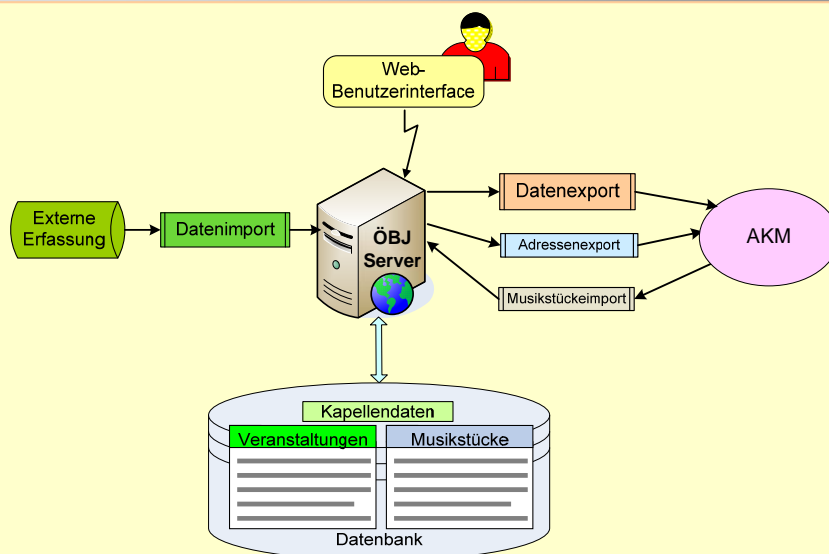 Web-
Benutzerinterface
Externe
Erfassung
Datenimport
ÖBJ
Server
Datenexport
Adressenexport
Musikstückeimport
AKM
Kapellendaten
Veranstaltungen
Musikstücke
Datenbank